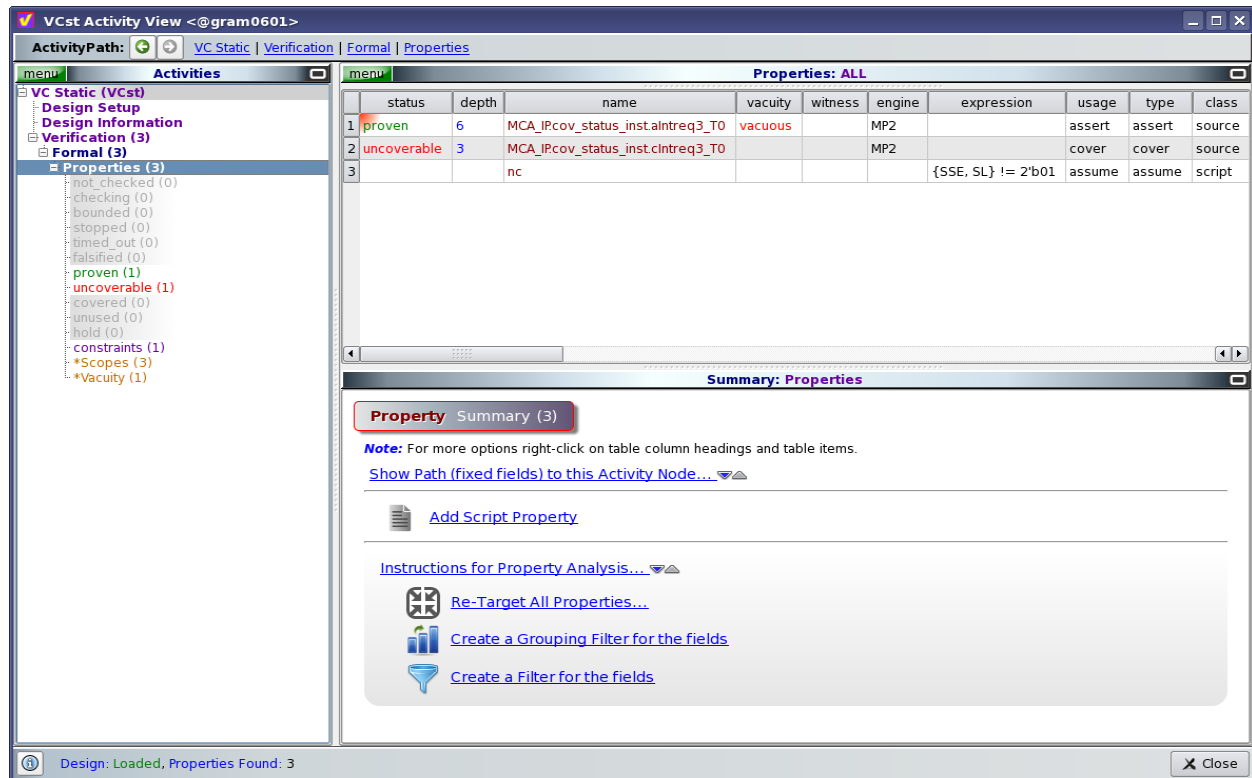 VCst Activity View <@gram0601>
ActivityPath: VC Static | Verification | Formal | Properties
menu Activities
VC Static (VCst)
Design Setup
Design Information
Verification (3)
Formal (3)
Properties (3)
not_checked (0)
checking (0)
bounded (0)
stopped (0)
timed_out (0)
falsified (0)
proven (1)
uncoverable (1)
covered (0)
unused (0)
hold (0)
constraints (1)
*Scopes (3)
*Vacuity (1)
menu Properties: ALL
status depth name vacuity witness engine expression usage type class
1 proven 6 MCA_IP.cov_status_inst.aIntreq3_T0 vacuous MP2 assert assert source
2 uncoverable 3 MCA_IP.cov_status_inst.cIntreq3_T0 MP2 cover cover source
3 nc {SSE, SL} != 2'b01 assume assume script
Summary: Properties
Property Summary (3)
Note: For more options right-click on table column headings and table items.
Show Path (fixed fields) to this Activity Node...
Add Script Property
Instructions for Property Analysis...
Re-Target All Properties...
Create a Grouping Filter for the fields
Create a Filter for the fields
Design: Loaded, Properties Found: 3
Close